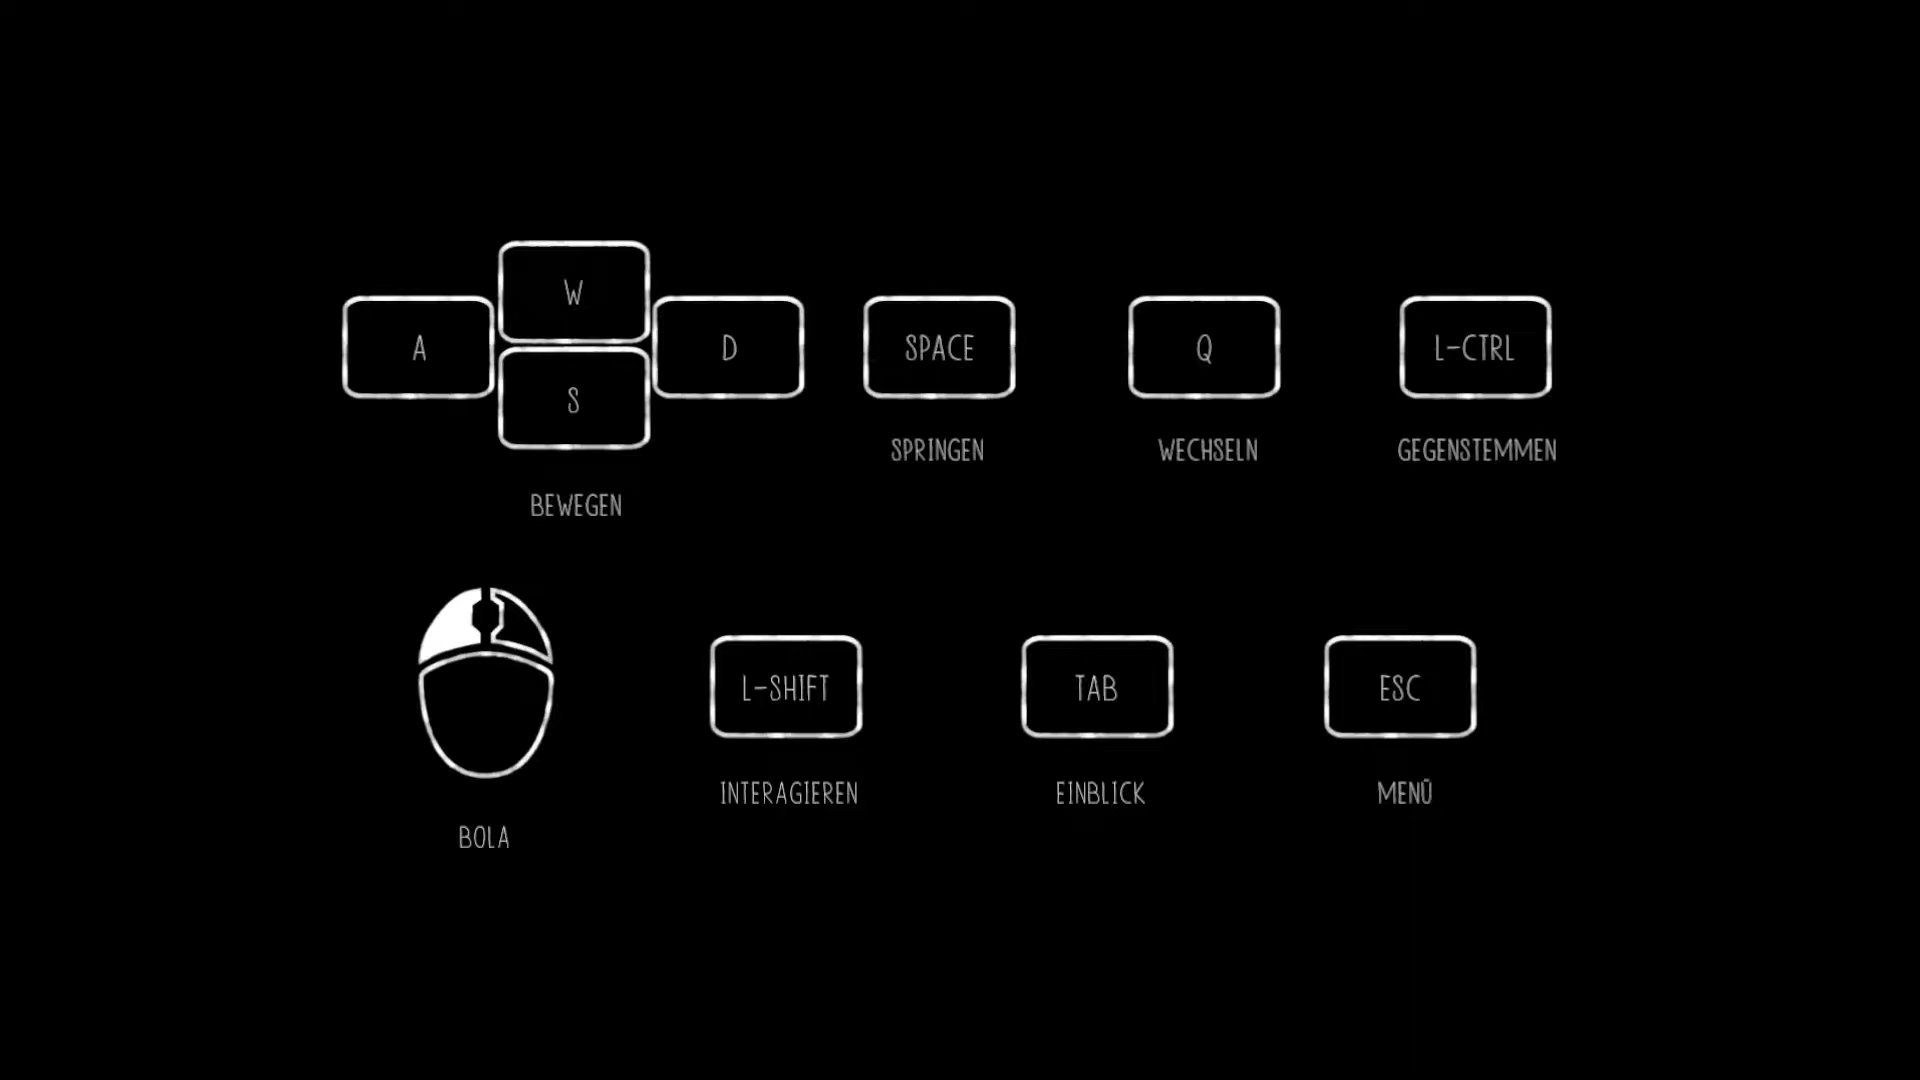 W
A
D
S
BEWEGEN
SPACE
SPRINGEN
Q
WECHSELN
L-CTRL
GEGENSTEMMEN
BOLA
L-SHIFT
INTERAGIEREN
TAB
EINBLICK
ESC
MENÜ